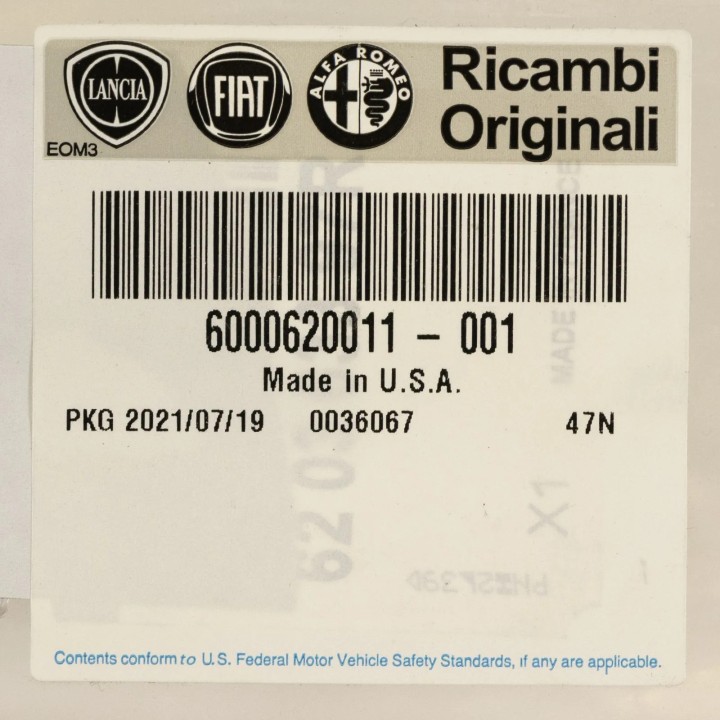 LANCIA
FIAT
ALFA ROMEO
Ricambi
Originali
EOM3
6000620011 - 001
Made in U.S.A.
PKG 2021/07/19 0036067 47N
X1
Contents conform to U.S. Federal Motor Vehicle Safety Standards, if any are applicable.